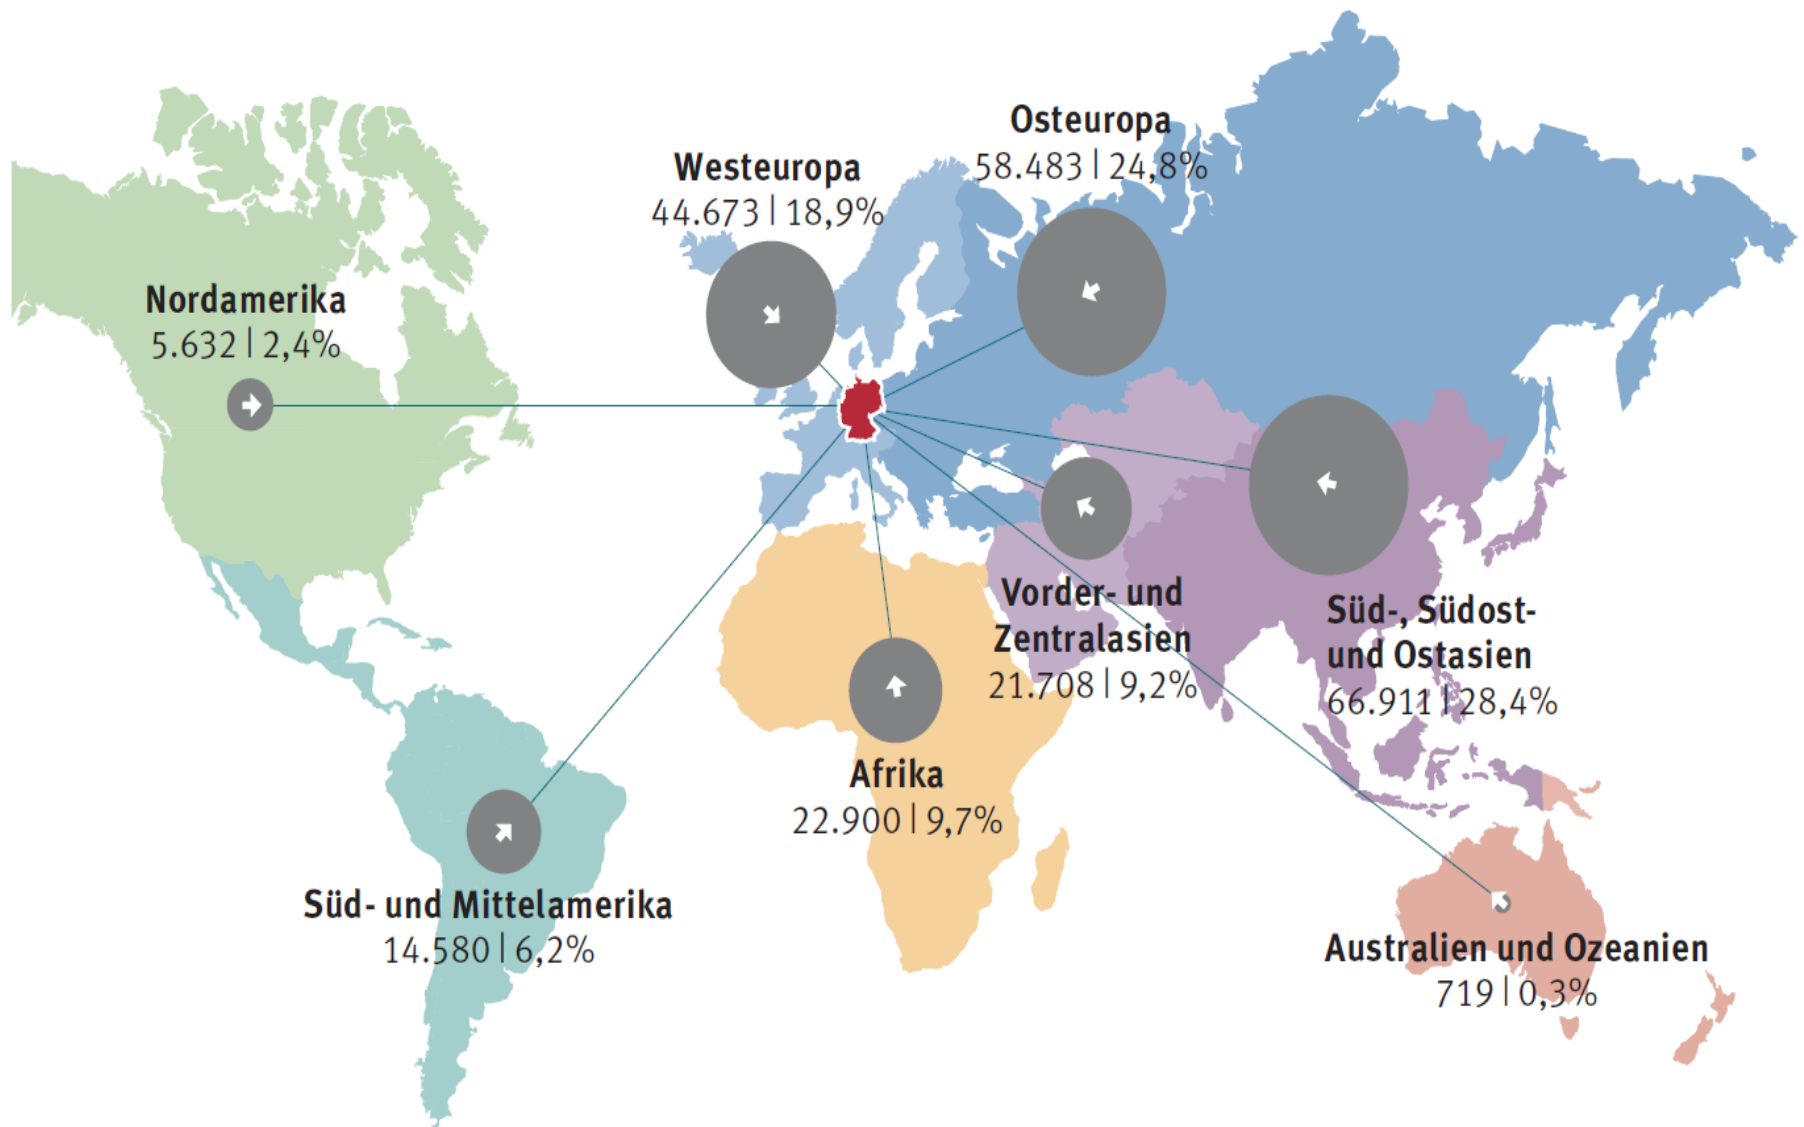 Osteuropa
58.483 | 24,8%
Westeuropa
44.673 | 18,9%
Nordamerika
5.632 | 2,4%
Vorder- und
Zentralasien
21.708 | 9,2%
Süd-, Südost-
und Ostasien
66.911 | 28,4%
Afrika
22.900 | 9,7%
Süd- und Mittelamerika
14.580 | 6,2%
Australien und Ozeanien
719 | 0,3%